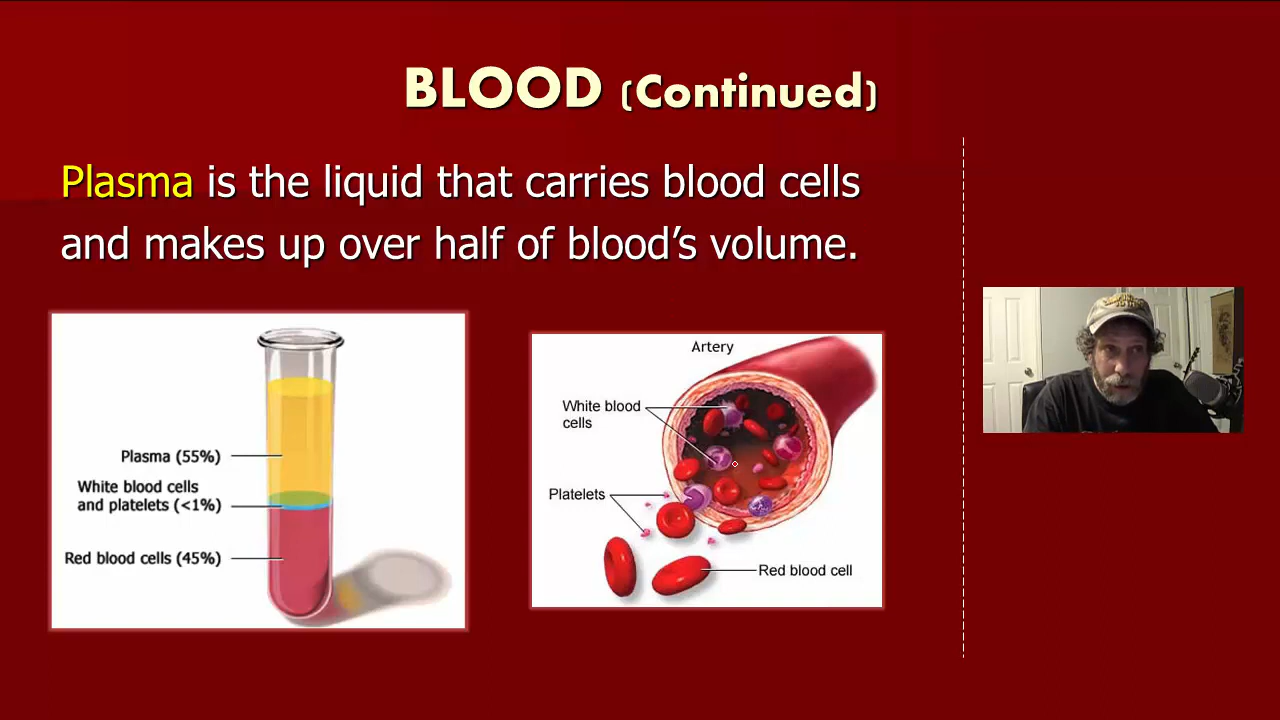 BLOOD (Continued)
Plasma is the liquid that carries blood cells
and makes up over half of blood’s volume.
Plasma (55%)
White blood cells
and platelets (<1%)
Red blood cells (45%)
Artery
White blood
cells
Platelets
Red blood cell